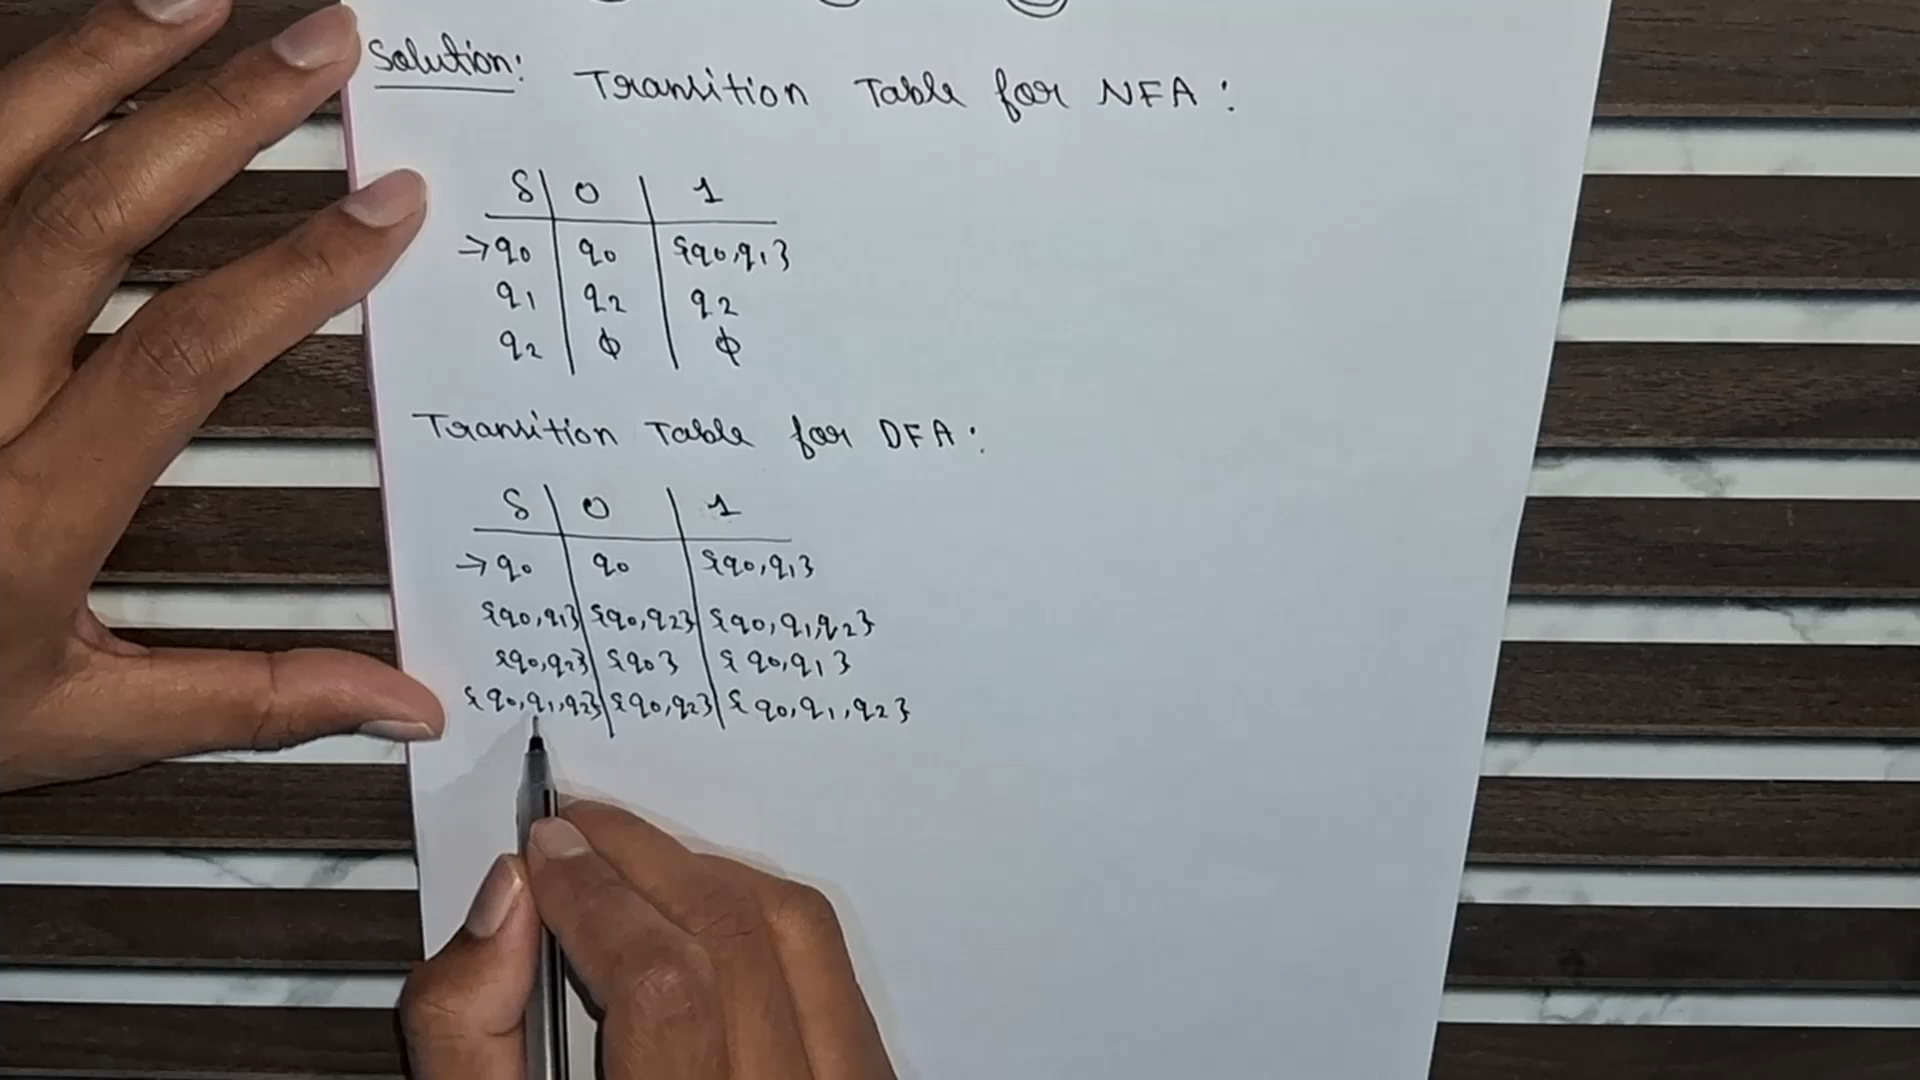 Solution:
Transition Table for NFA :
δ 0 1
→q0 q0 {q0,q1}
q1 q2 q2
q2 ϕ ϕ
Transition Table for DFA :
δ 0 1
→q0 q0 {q0,q1}
{q0,q1} {q0,q2} {q0,q1,q2}
{q0,q2} {q0} {q0,q1}
{q0,q1,q2} {q0,q2} {q0,q1,q2}